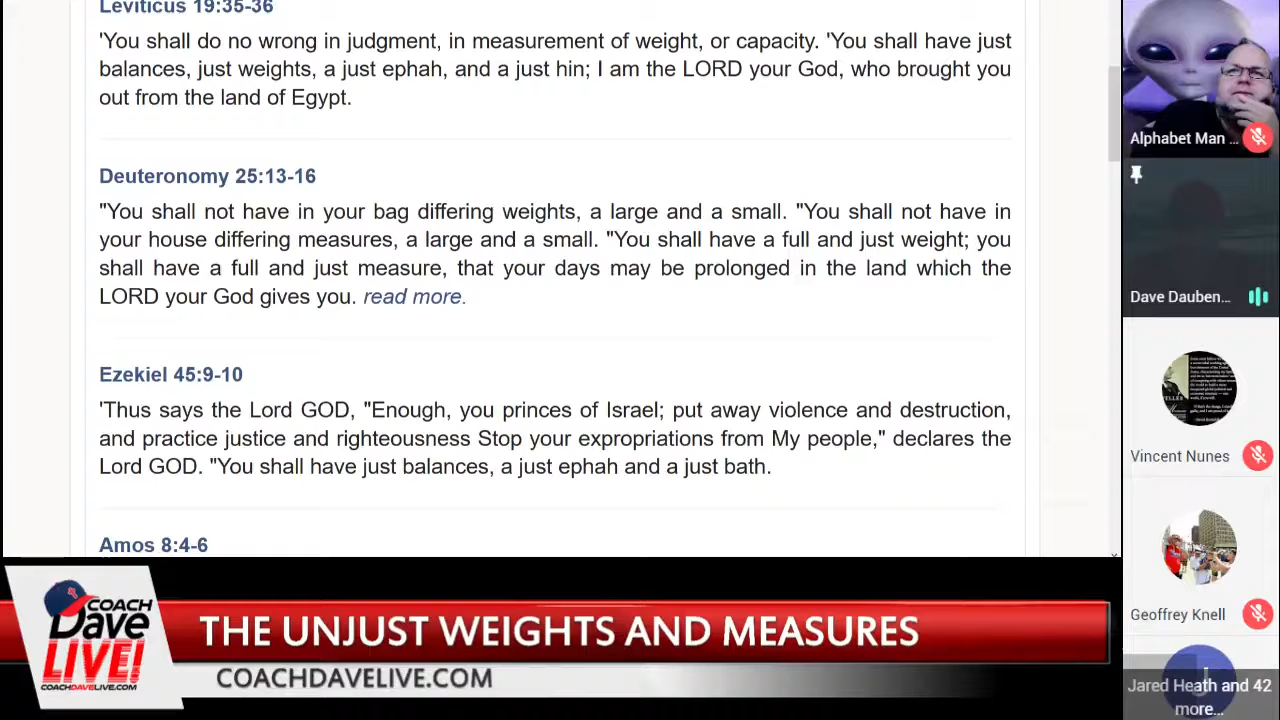 Leviticus 19:35-36
'You shall do no wrong in judgment, in measurement of weight, or capacity. 'You shall have just
balances, just weights, a just ephah, and a just hin; I am the LORD your God, who brought you
out from the land of Egypt.
Deuteronomy 25:13-16
"You shall not have in your bag differing weights, a large and a small. "You shall not have in
your house differing measures, a large and a small. "You shall have a full and just weight; you
shall have a full and just measure, that your days may be prolonged in the land which the
LORD your God gives you. read more.
Ezekiel 45:9-10
'Thus says the Lord GOD, "Enough, you princes of Israel; put away violence and destruction,
and practice justice and righteousness Stop your expropriations from My people," declares the
Lord GOD. "You shall have just balances, a just ephah and a just bath.
Amos 8:4-6
Alphabet Man ...
Dave Dauben...
Vincent Nunes
Geoffrey Knell
J
Jared Heath and 42
more...
COACH
Dave
LIVE!
COACHDAVELIVE.COM
THE UNJUST WEIGHTS AND MEASURES
COACHDAVELIVE.COM